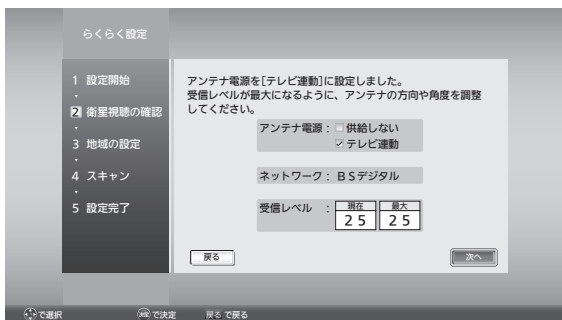 らくらく設定
1 設定開始
2 衛星視聴の確認
3 地域の設定
4 スキャン
5 設定完了
アンテナ電源を[テレビ連動]に設定しました。
受信レベルが最大になるように、アンテナの方向や角度を調整
してください。
アンテナ電源： 供給しない
テレビ連動
ネットワーク： BSデジタル
受信レベル ： 現在 最大
25 25
戻る 次へ
で選択 決定 で決定 戻る で戻る